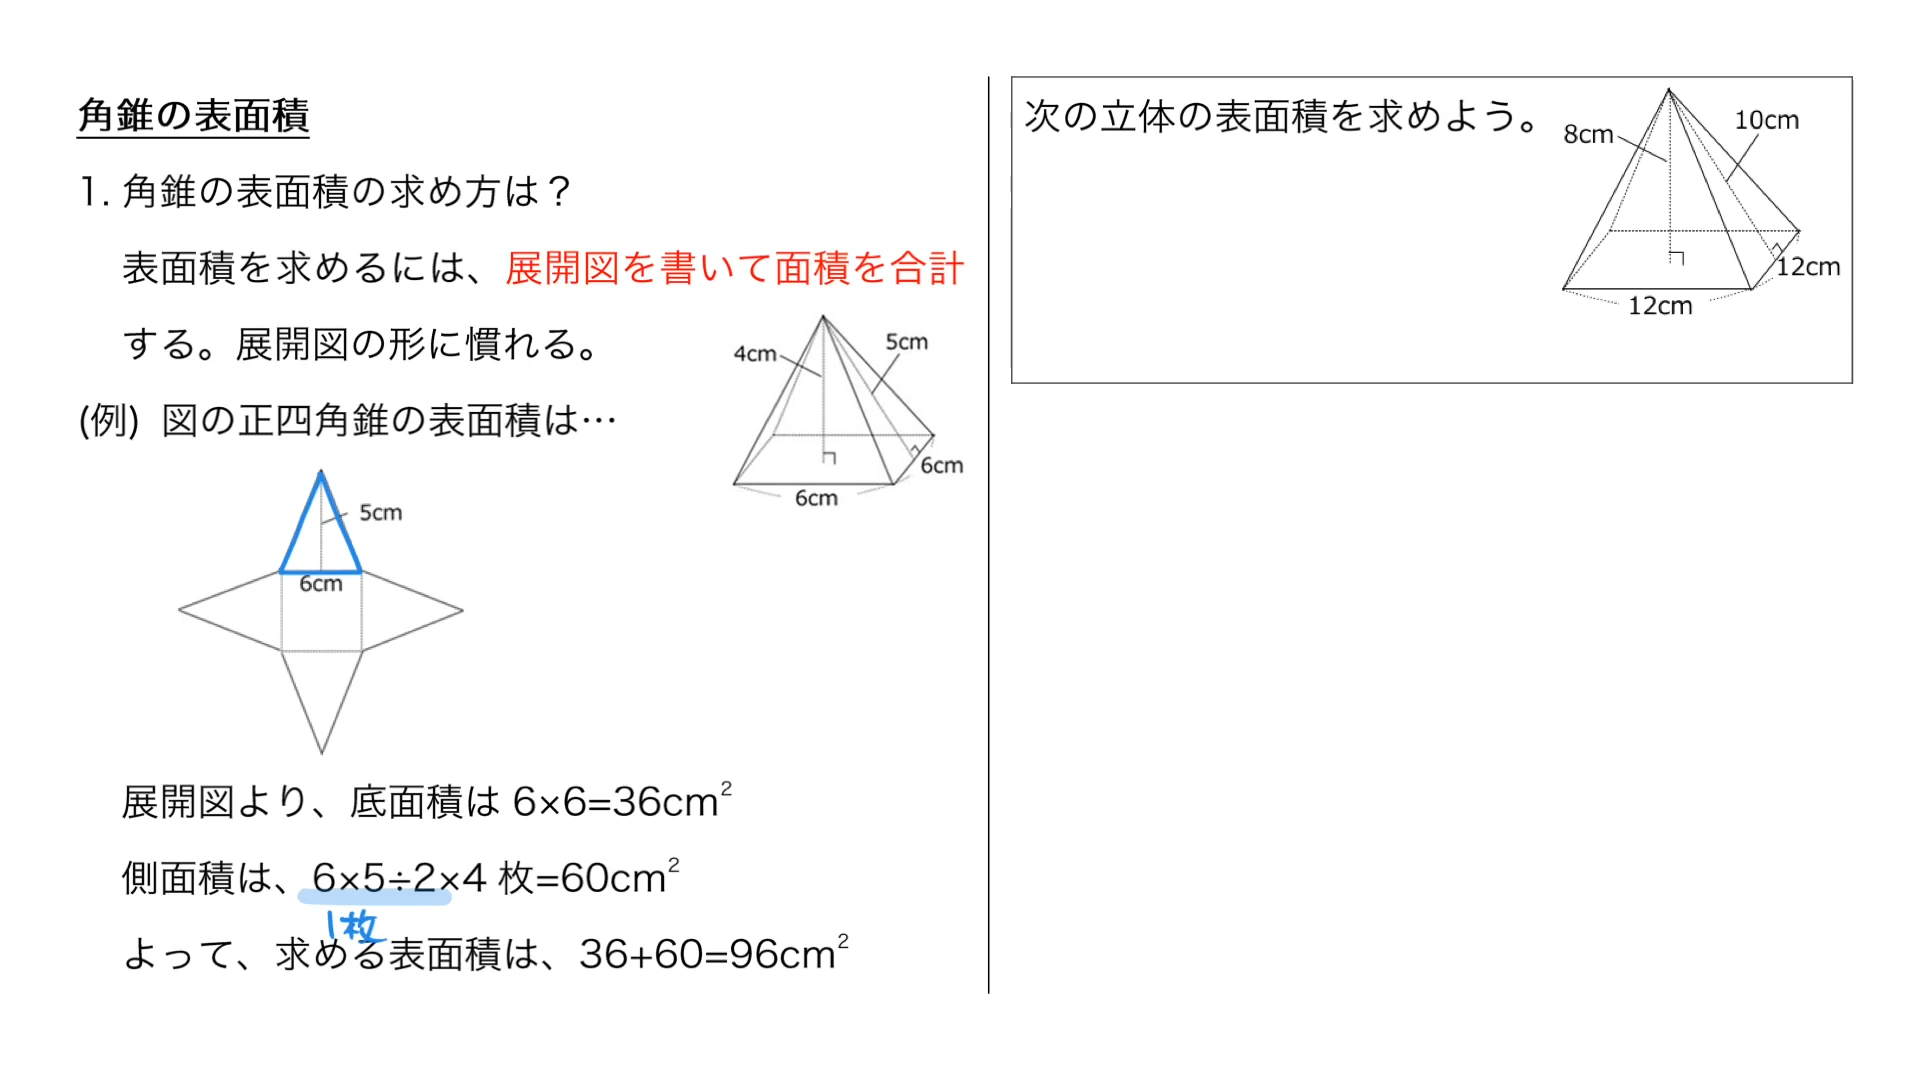 角錐の表面積
1. 角錐の表面積の求め方は？
表面積を求めるには、展開図を書いて面積を合計
する。展開図の形に慣れる。
(例) 図の正四角錐の表面積は…
4cm
5cm
6cm
6cm
5cm
6cm
展開図より、底面積は 6×6=36cm²
側面積は、6×5÷2×4 枚=60cm²
1枚
よって、求める表面積は、36+60=96cm²
次の立体の表面積を求めよう。
8cm
10cm
12cm
12cm